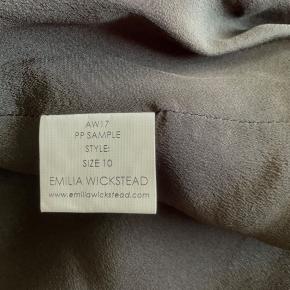 AW17
PP SAMPLE
STYLE:
SIZE 10
EMILIA WICKSTEAD
www.emiliawickstead.com